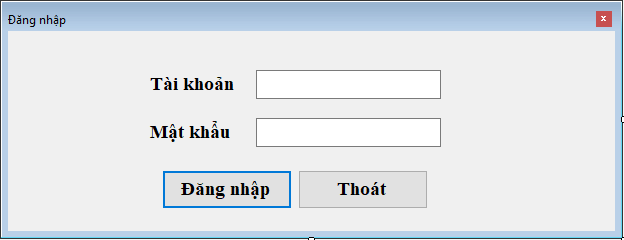 Đăng nhập
Tài khoản
Mật khẩu
Đăng nhập Thoát